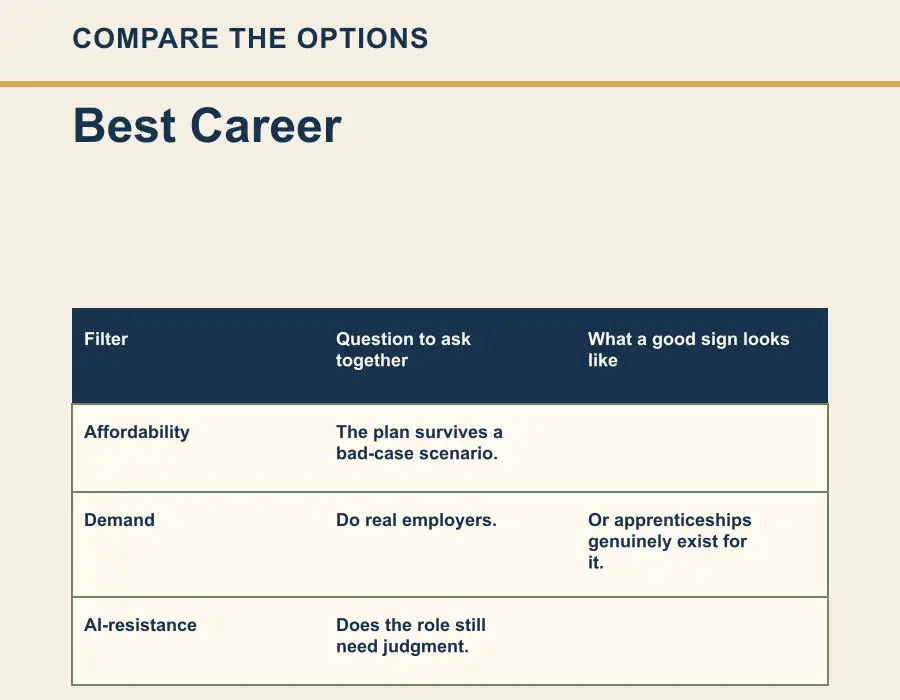 COMPARE THE OPTIONS
Best Career
Filter
Question to ask
together
What a good sign looks
like
Affordability
The plan survives a
bad-case scenario.
Demand
Do real employers.
Or apprenticeships
genuinely exist for
it.
AI-resistance
Does the role still
need judgment.